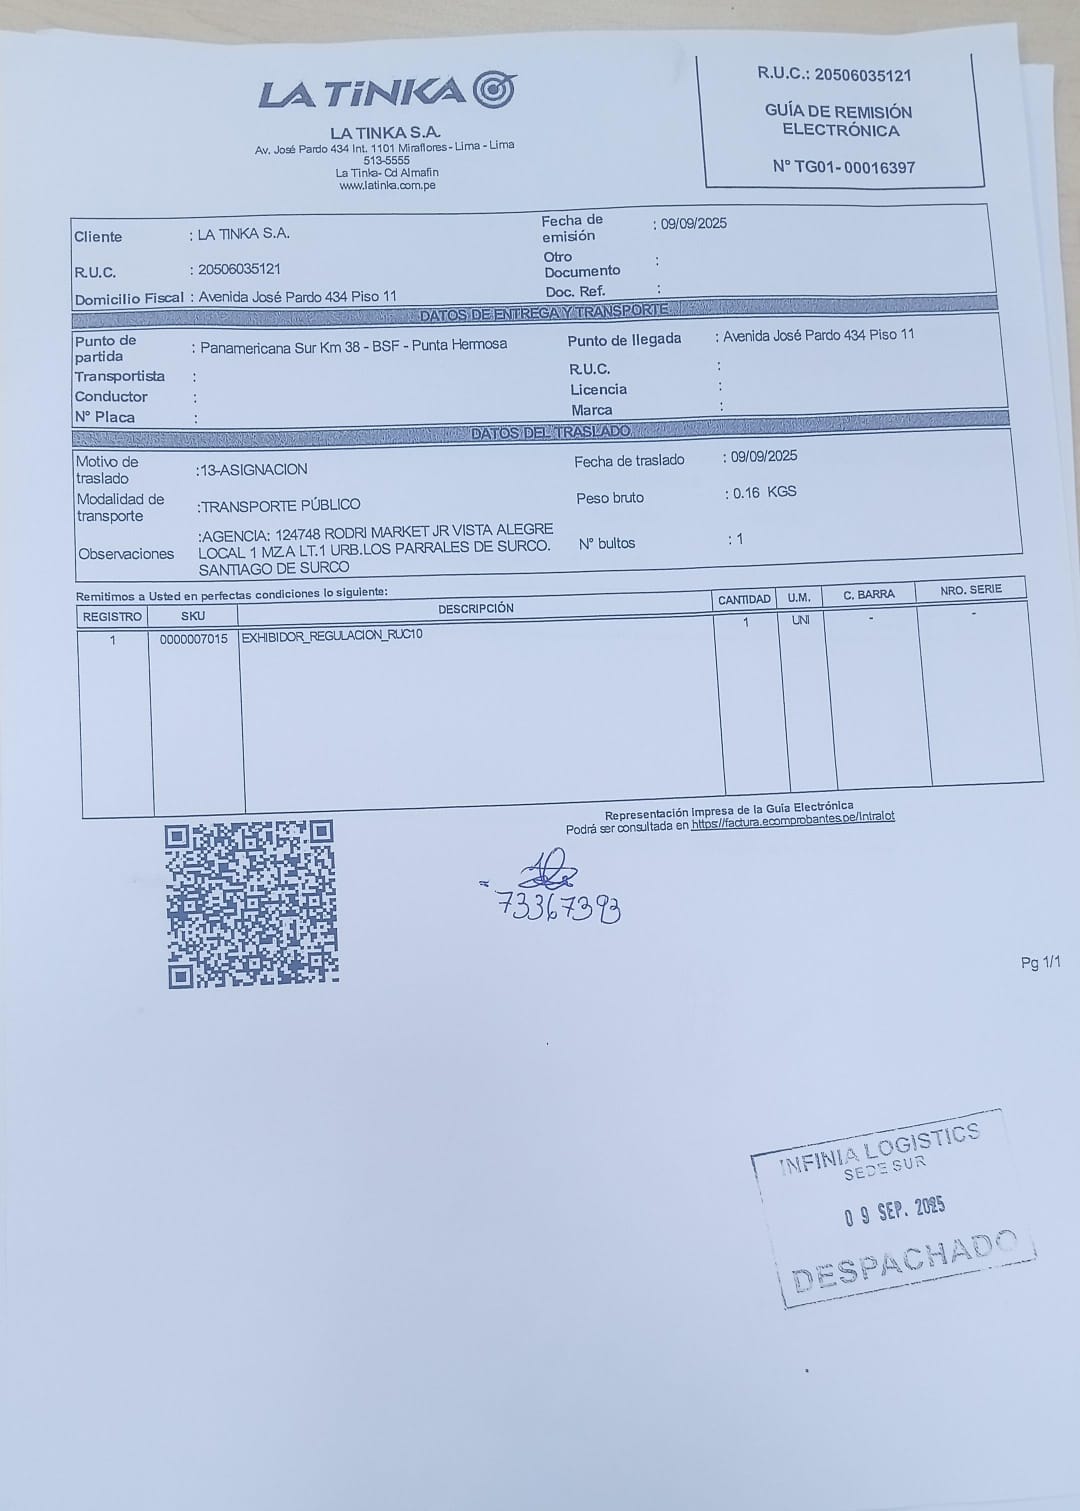 LA TiNKA
LA TINKA S.A.
Av. José Pardo 434 Int. 1101 Miraflores - Lima - Lima
513-5555
La Tinka- Cd Almafin
www.latinka.com.pe
R.U.C.: 20506035121
GUÍA DE REMISIÓN
ELECTRÓNICA
N° TG01- 00016397
Cliente : LA TINKA S.A.
R.U.C. : 20506035121
Domicilio Fiscal : Avenida José Pardo 434 Piso 11
Fecha de emisión : 09/09/2025
Otro Documento :
Doc. Ref. :
DATOS DE ENTREGA Y TRANSPORTE
Punto de partida : Panamericana Sur Km 38 - BSF - Punta Hermosa
Transportista :
Conductor :
N° Placa :
Punto de llegada : Avenida José Pardo 434 Piso 11
R.U.C. :
Licencia :
Marca :
DATOS DEL TRASLADO
Motivo de traslado :13-ASIGNACION
Modalidad de transporte :TRANSPORTE PÚBLICO
Observaciones :AGENCIA: 124748 RODRI MARKET JR VISTA ALEGRE
LOCAL 1 MZ.A LT.1 URB.LOS PARRALES DE SURCO.
SANTIAGO DE SURCO
Fecha de traslado : 09/09/2025
Peso bruto : 0.16 KGS
N° bultos : 1
Remitimos a Usted en perfectas condiciones lo siguiente:
REGISTRO SKU DESCRIPCIÓN CANTIDAD U.M. C. BARRA NRO. SERIE
1 0000007015 EXHIBIDOR_REGULACION_RUC10 1 UNI - -
Representación Impresa de la Guía Electrónica
Podrá ser consultada en https://factura.ecomprobantes.pe/Intralot
73367393
Pg 1/1
INFINIA LOGISTICS
SEDE SUR
09 SEP. 2025
DESPACHADO